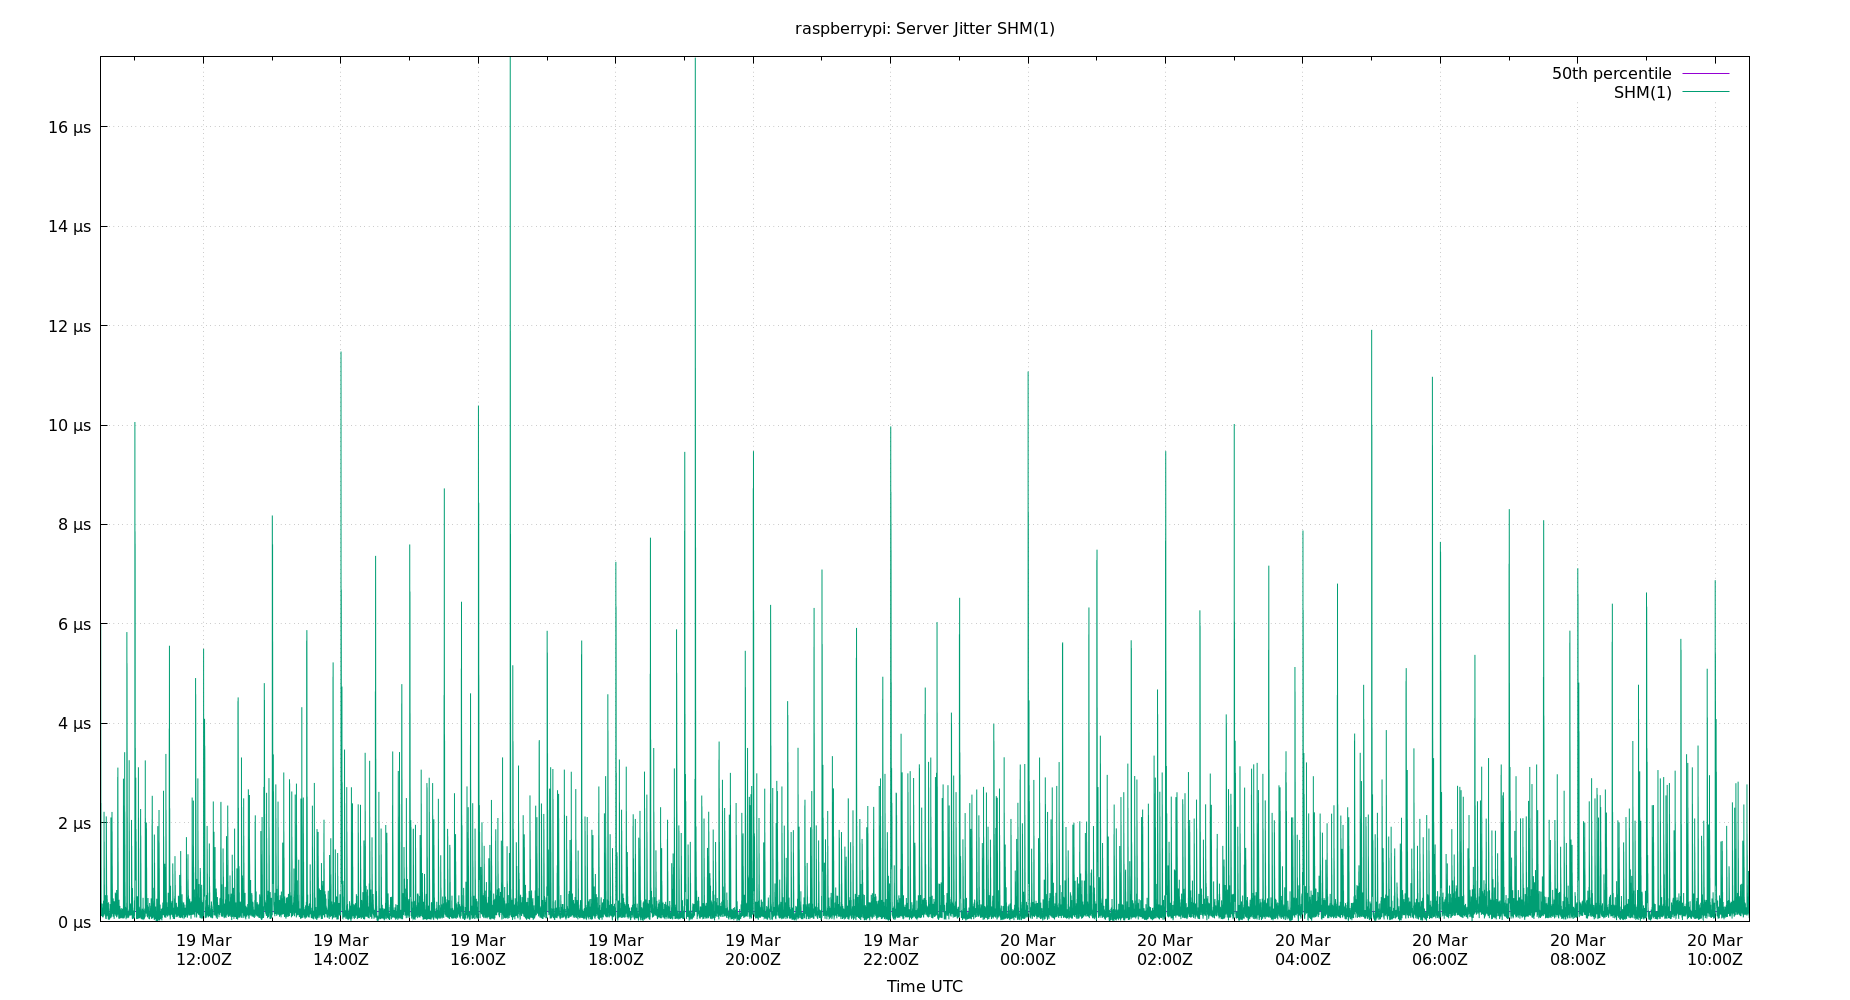 raspberrypi: Server Jitter SHM(1)
50th percentile
SHM(1)
16 µs
14 µs
12 µs
10 µs
8 µs
6 µs
4 µs
2 µs
0 µs
19 Mar 19 Mar 19 Mar 19 Mar 19 Mar 19 Mar 20 Mar 20 Mar 20 Mar 20 Mar 20 Mar 20 Mar
12:00Z 14:00Z 16:00Z 18:00Z 20:00Z 22:00Z 00:00Z 02:00Z 04:00Z 06:00Z 08:00Z 10:00Z
Time UTC